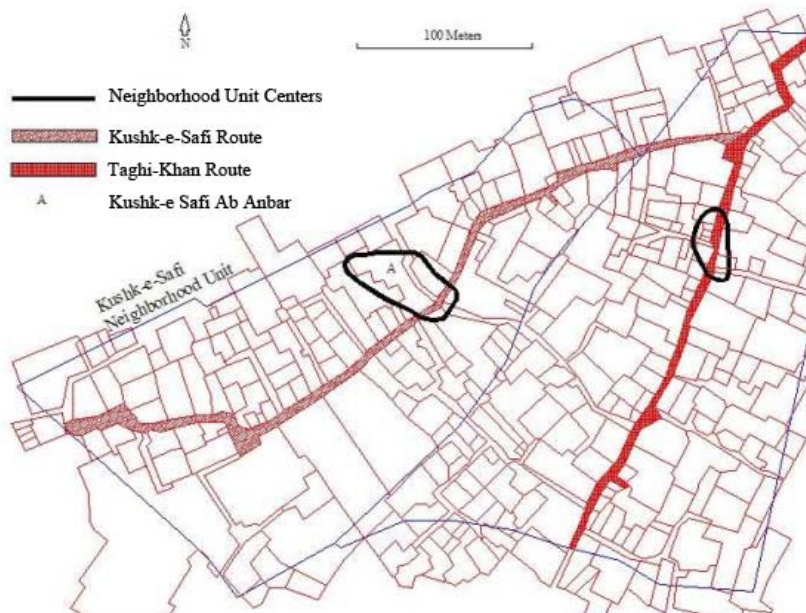 N
100 Meters
Neighborhood Unit Centers
Kushk-e-Safi Route
Taghi-Khan Route
A Kushk-e Safi Ab Anbar
A
Kushk-e-Safi
Neighborhood Unit